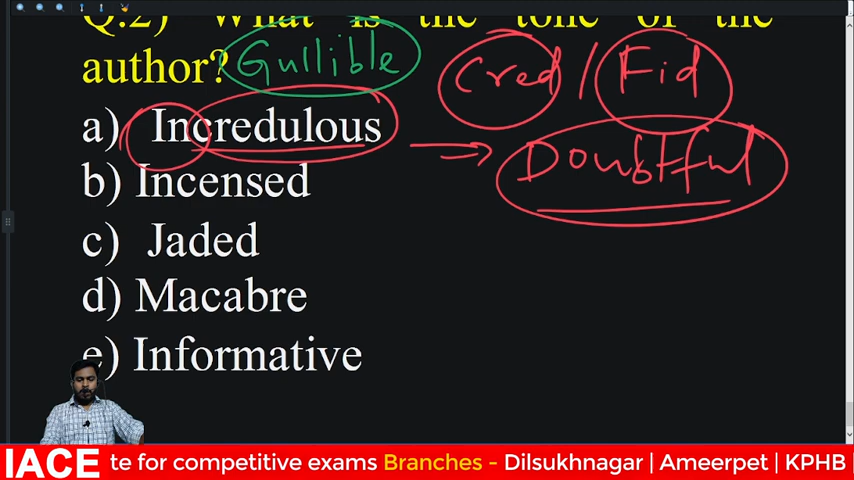 Q.2) What is the tone of the
author? Gullible Cred / Fid
a) Incredulous → Doubtful
b) Incensed
c) Jaded
d) Macabre
e) Informative
IACE te for competitive exams Branches - Dilsukhnagar | Ameerpet | KPHB